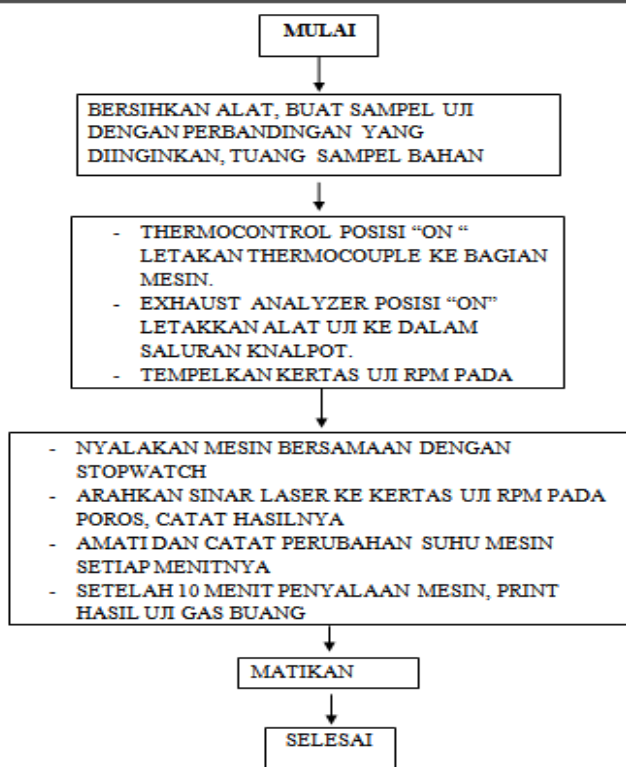 MULAI
BERSIHKAN ALAT, BUAT SAMPEL UJI
DENGAN PERBANDINGAN YANG
DIINGINKAN, TUANG SAMPEL BAHAN
- THERMOCONTROL POSISI “ON “
LETAKAN THERMOCOUPLE KE BAGIAN
MESIN.
- EXHAUST ANALYZER POSISI “ON”
LETAKKAN ALAT UJI KE DALAM
SALURAN KNALPOT.
- TEMPELKAN KERTAS UJI RPM PADA
- NYALAKAN MESIN BERSAMAAN DENGAN
STOPWATCH
- ARAHKAN SINAR LASER KE KERTAS UJI RPM PADA
POROS, CATAT HASILNYA
- AMATI DAN CATAT PERUBAHAN SUHU MESIN
SETIAP MENITNYA
- SETELAH 10 MENIT PENYALAAN MESIN, PRINT
HASIL UJI GAS BUANG
MATIKAN
SELESAI